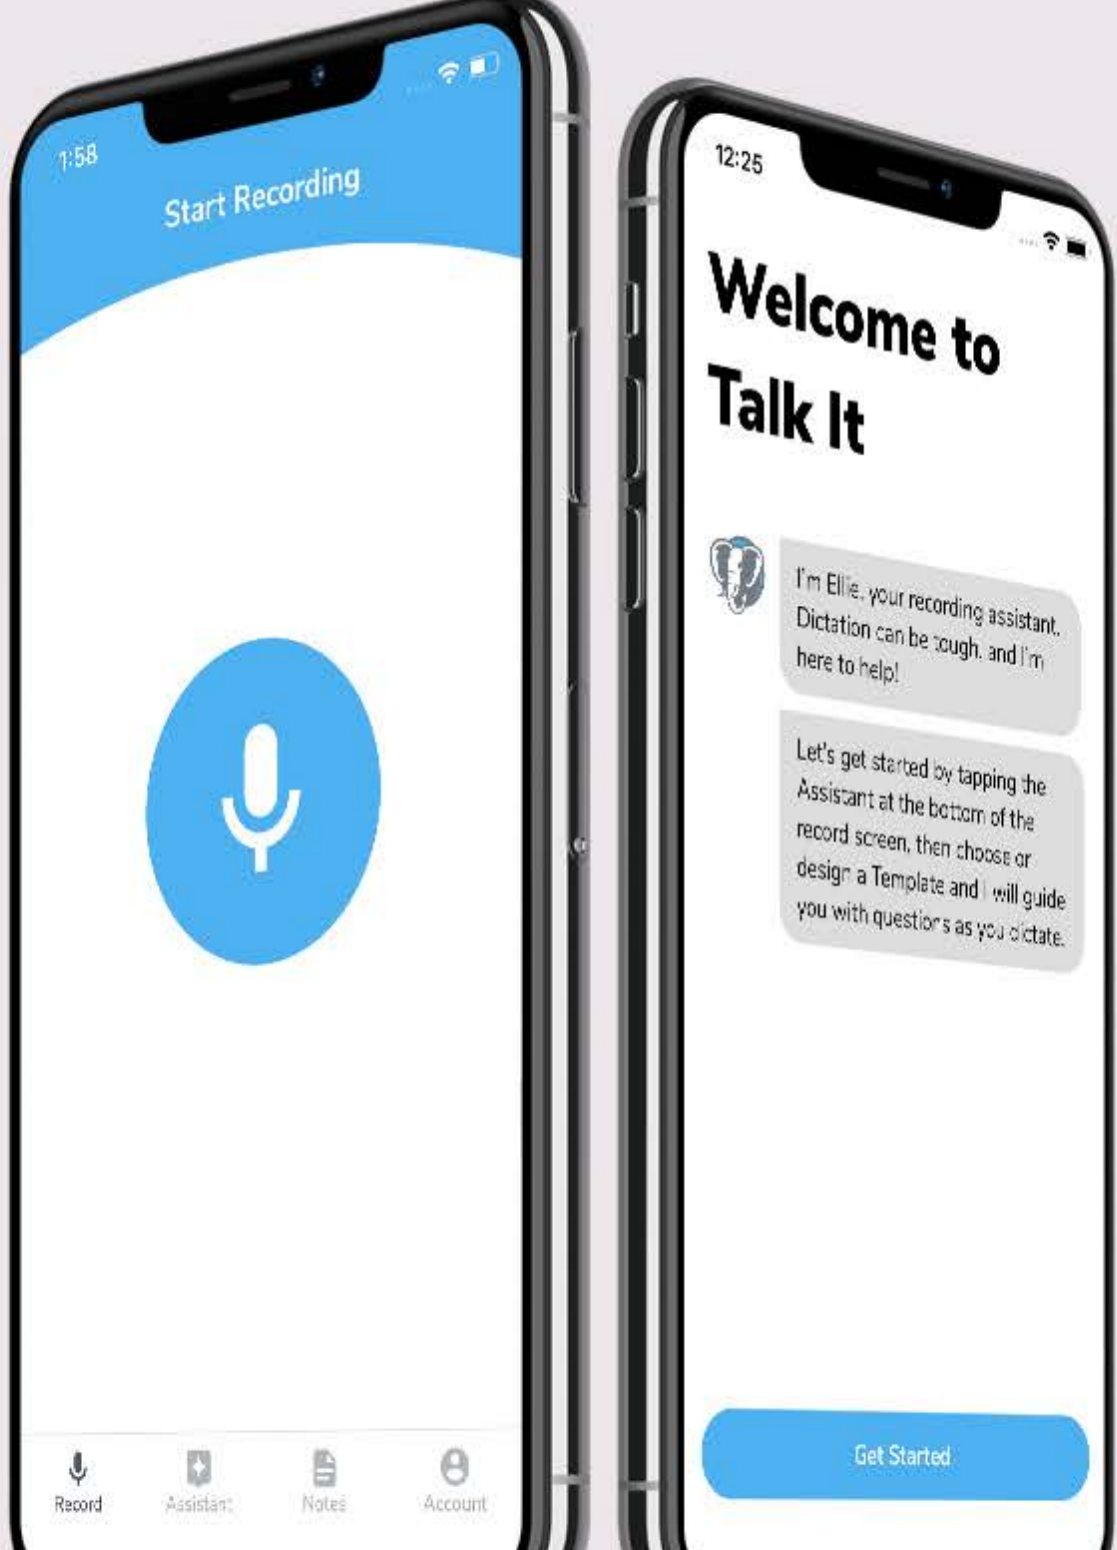 1:58
Start Recording
Record
Assistant
Notes
Account
12:25
Welcome to
Talk It
I'm Ellie, your recording assistant.
Dictation can be tough, and I'm
here to help!
Let's get started by tapping the
Assistant at the bottom of the
record screen, then choose or
design a Template and I will guide
you with questions as you dictate.
Get Started